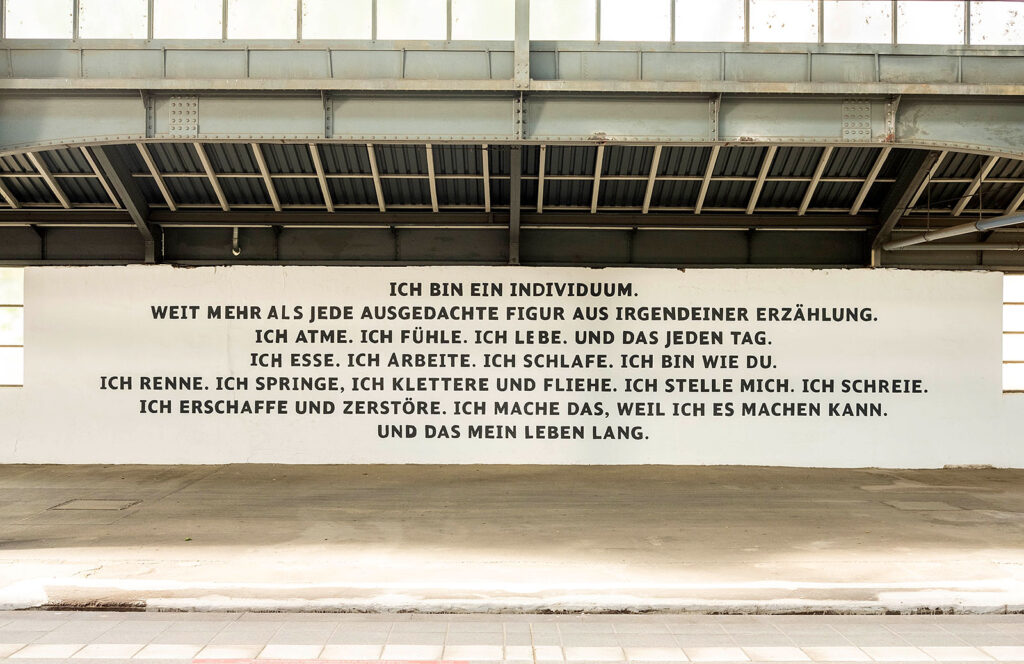 ICH BIN EIN INDIVIDUUM.
WEIT MEHR ALS JEDE AUSGEDACHTE FIGUR AUS IRGENDEINER ERZÄHLUNG.
ICH ATME. ICH FÜHLE. ICH LEBE. UND DAS JEDEN TAG.
ICH ESSE. ICH ARBEITE. ICH SCHLAFE. ICH BIN WIE DU.
ICH RENNE. ICH SPRINGE, ICH KLETTERE UND FLIEHE. ICH STELLE MICH. ICH SCHREIE.
ICH ERSCHAFFE UND ZERSTÖRE. ICH MACHE DAS, WEIL ICH ES MACHEN KANN.
UND DAS MEIN LEBEN LANG.